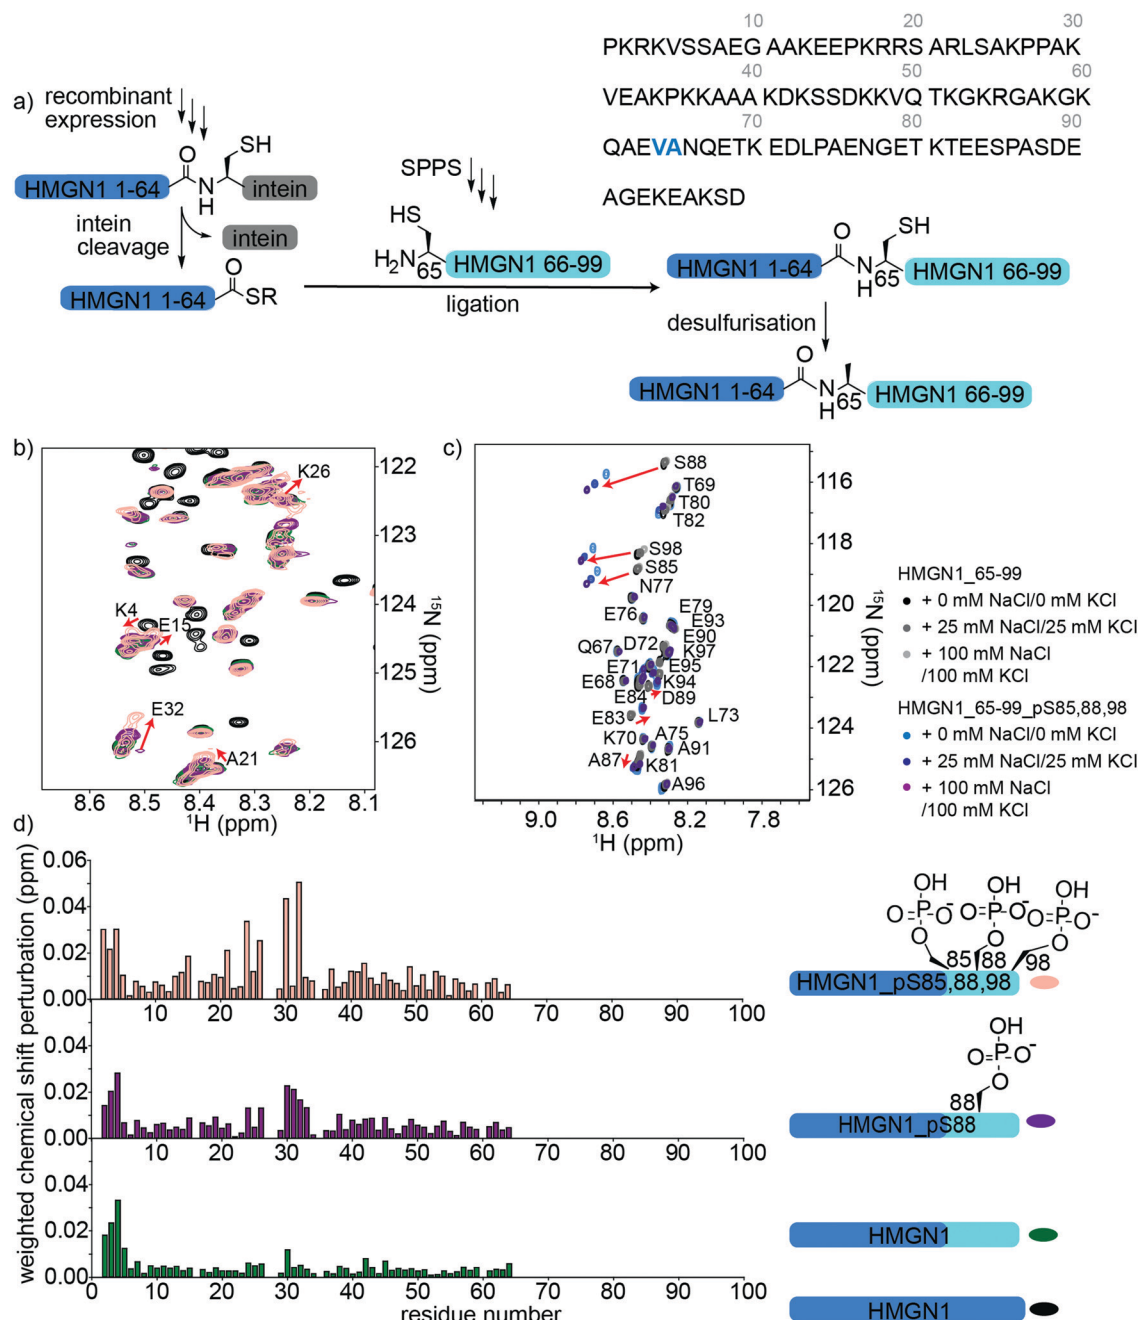 10 20 30
PKRKVSSAEG AAKEEPKRRS ARLSAKPPAK
40 50 60
VEAKPKKAAA KDKSSDKKVQ TKGKRGAKGK
70 80 90
QAEVANQETK EDLPAENGET KTEESPASDE
AGEKEAKSD
a) recombinant
expression
O SH
N
H
HMGN1 1-64 intein
intein
cleavage
intein
O
HMGN1 1-64 SR
SPPS
HS
H2N 65 HMGN1 66-99
ligation
O SH
HMGN1 1-64 N H 65 HMGN1 66-99
desulfurisation
O
HMGN1 1-64 N H 65 HMGN1 66-99
b)
K26
K4
E15
E32
A21
122
123
124
125
126
15N (ppm)
8.6 8.5 8.4 8.3 8.2 8.1
1H (ppm)
c)
S88
T69
T80
T82
S98
S85
N77
E76 E79
E93
E90
Q67 D72 K97
E71 E95
E68 K94
E84 D89
E83 L73
K70 A75
A91
A87 K81
A96
116
118
120
122
124
126
15N (ppm)
9.0 8.6 8.2 7.8
1H (ppm)
HMGN1_65-99
+ 0 mM NaCl/0 mM KCl
+ 25 mM NaCl/25 mM KCl
+ 100 mM NaCl
/100 mM KCl
HMGN1_65-99_pS85,88,98
+ 0 mM NaCl/0 mM KCl
+ 25 mM NaCl/25 mM KCl
+ 100 mM NaCl
/100 mM KCl
d)
weighted chemical shift perturbation (ppm)
0.06
0.04
0.02
0.00
10 20 30 40 50 60 70 80 90 100
0.04
0.02
0.00
10 20 30 40 50 60 70 80 90 100
0.04
0.02
0.00
0 10 20 30 40 50 60 70 80 90 100
residue number
OH OH OH
O=P-O- O=P-O- O=P-O-
O O O
85 88 98
HMGN1_pS85,88,98
OH
O=P-O-
O
88
HMGN1_pS88
HMGN1
HMGN1